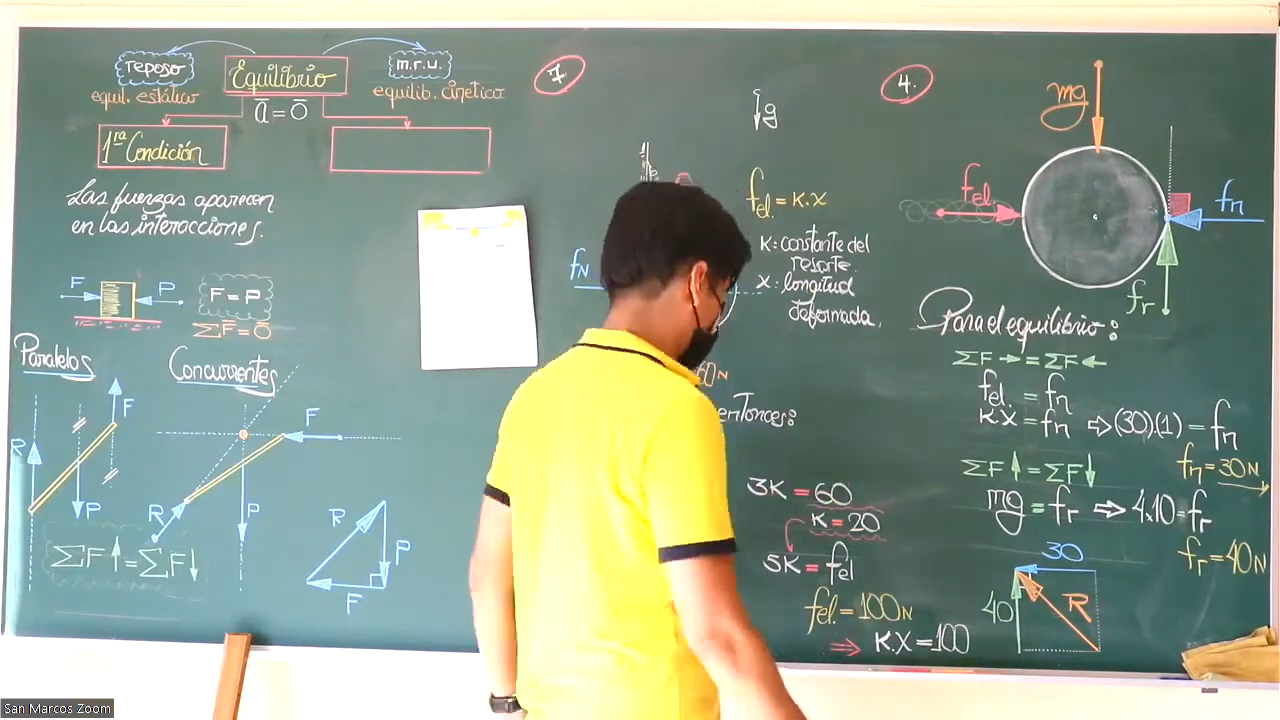 reposo
Equilibrio
m.r.u.
equil. estático
equilib. cinético
a̅ = 0̅
1ra Condición
Las fuerzas aparecen
en las interacciones.
F
P
F = P
ΣF̅ = 0̅
Paralelos
Concurrentes
F
R
P
F
R
P
R
P
F
ΣF↑ = ΣF↓
7
g
fel. = K.X
K: constante del
resorte.
X: longitud
deformada.
fN
60N
entonces:
3K = 60
K = 20
5K = fel
fel = 100N
⇒ K.X = 100
4.
mg
fel
fn
fr
Para el equilibrio:
ΣF→ = ΣF←
fel. = fn
K.X = fn ⇒ (30).(1) = fn
fn = 30N
ΣF↑ = ΣF↓
mg = fr ⇒ 4.10 = fr
fr = 40N
30
40
R
San Marcos Zoom